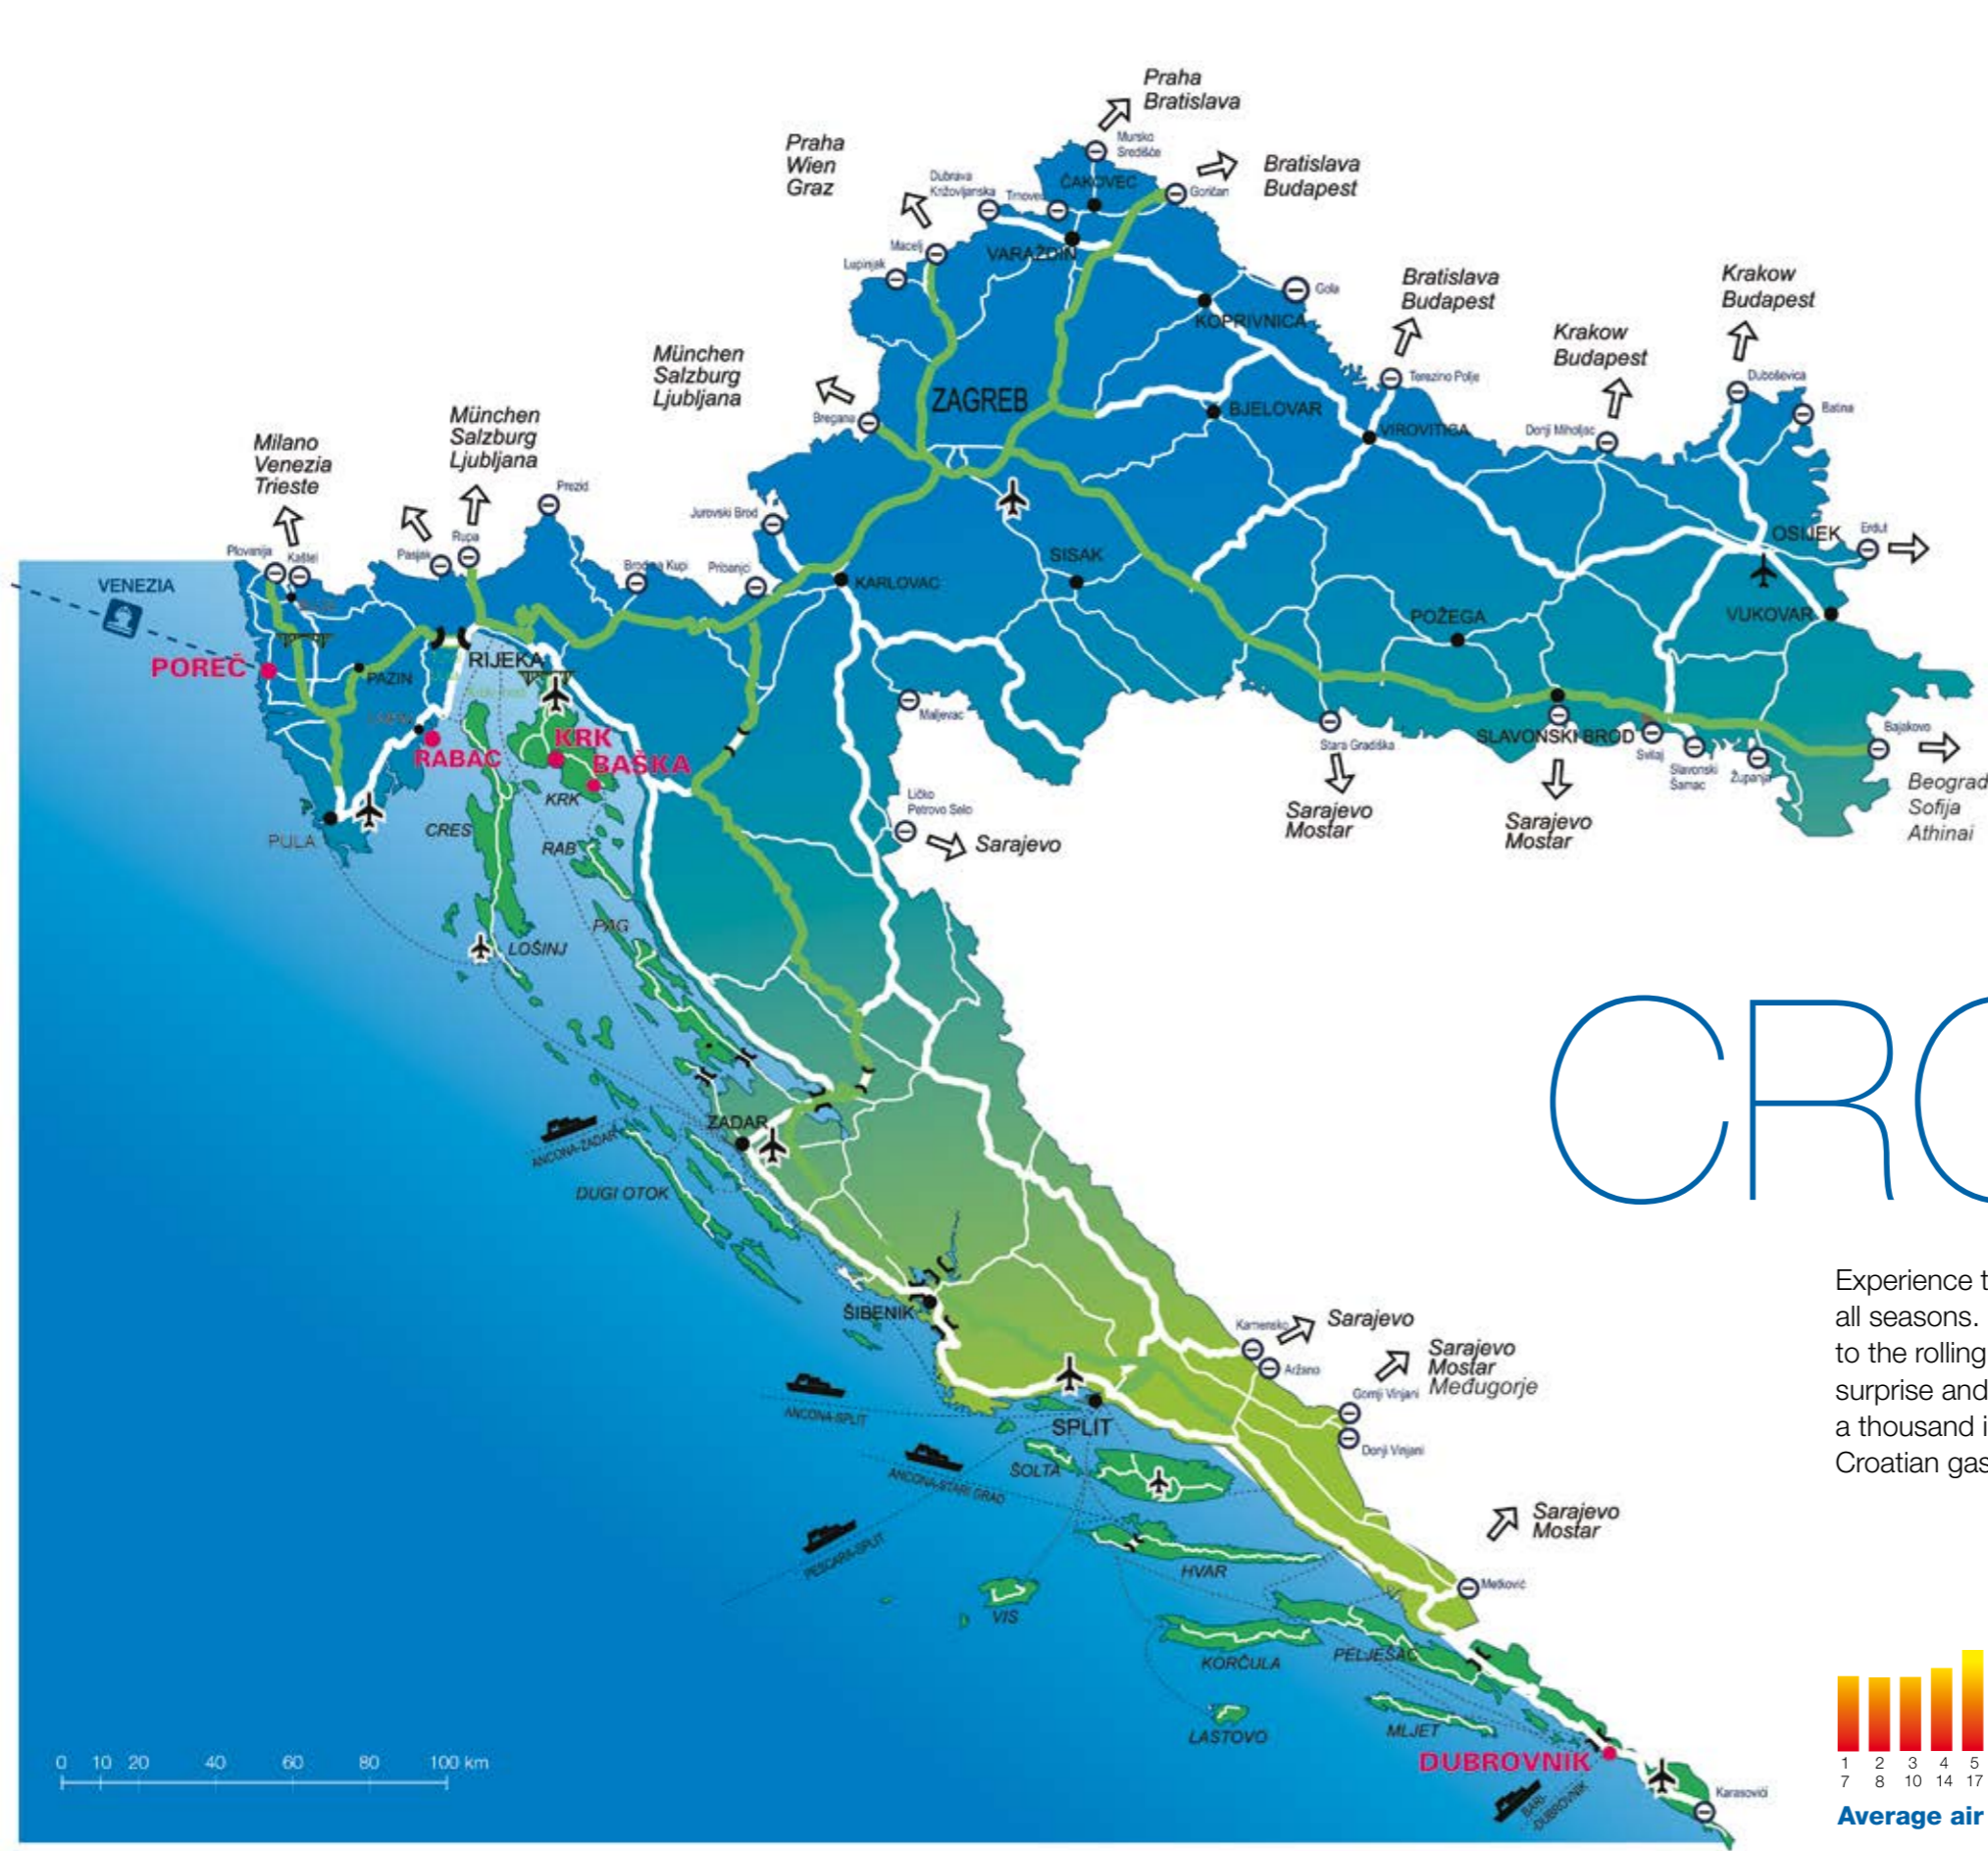 Praha
Bratislava
Mursko
Središće
Praha
Wien
Graz
Dubrava
Križovljanska
Trnovec
ČAKOVEC
Goričan
Bratislava
Budapest
Macelj
Lupinjak
VARAŽDIN
Gola
KOPRIVNICA
Bratislava
Budapest
Krakow
Budapest
Krakow
Budapest
München
Salzburg
Ljubljana
Bregana
ZAGREB
BJELOVAR
Terezino Polje
VIROVITICA
Donji Miholjac
Duboševica
Batina
Milano
Venezia
Trieste
München
Salzburg
Ljubljana
Prezid
Jurovski Brod
Plovanija
Kaštel
Pasjak
Rupa
Brod na Kupi
Pribanjci
KARLOVAC
SISAK
OSIJEK
Erdut
VENEZIA
POREČ
PAZIN
RIJEKA
POŽEGA
VUKOVAR
RABAC
KRK
BAŠKA
KRK
PULA
CRES
RAB
Maljevac
Ličko
Petrovo Selo
Sarajevo
Stara Gradiška
Sarajevo
Mostar
SLAVONSKI BROD
Sarajevo
Mostar
Svilaj
Slavonski
Šamac
Županja
Bajakovo
Beograd
Sofija
Athinai
LOŠINJ
PAG
CRO
ZADAR
ANCONA-ZADAR
DUGI OTOK
ŠIBENIK
Experience t
all seasons.
to the rolling
surprise and
a thousand i
Croatian gas
Kamensko
Sarajevo
Aržano
Sarajevo
Mostar
Međugorje
Gornji Vinjani
Donji Vinjani
ANCONA-SPLIT
SPLIT
ANCONA-STARI GRAD
ŠOLTA
PESCARA-SPLIT
HVAR
Sarajevo
Mostar
Metković
VIS
KORČULA
PELJEŠAC
LASTOVO
MLJET
DUBROVNIK
BARI-
-DUBROVNIK
Karasovići
0 10 20 40 60 80 100 km
1 2 3 4 5
7 8 10 14 17
Average air